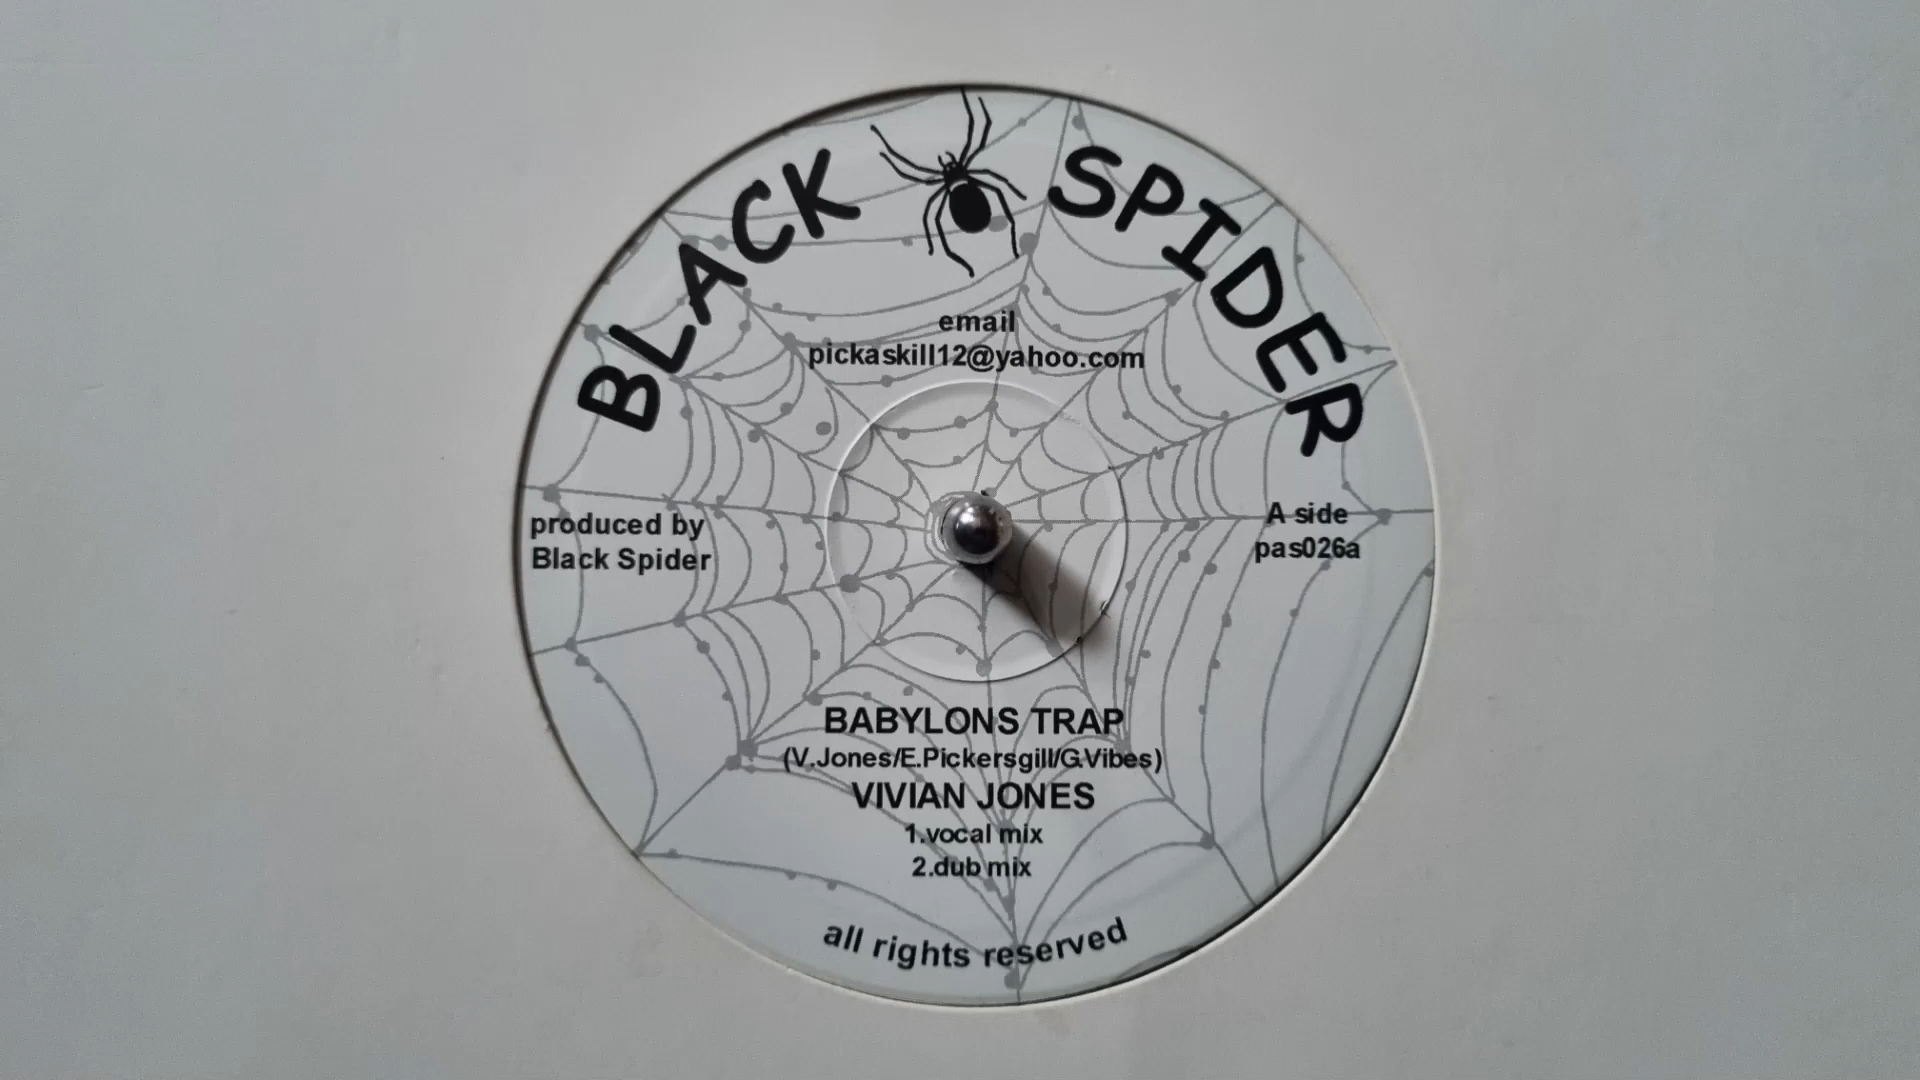 BLACK SPIDER
email
pickaskill12@yahoo.com
produced by
Black Spider
A side
pas026a
BABYLONS TRAP
(V.Jones/E.Pickersgill/G.Vibes)
VIVIAN JONES
1.vocal mix
2.dub mix
all rights reserved